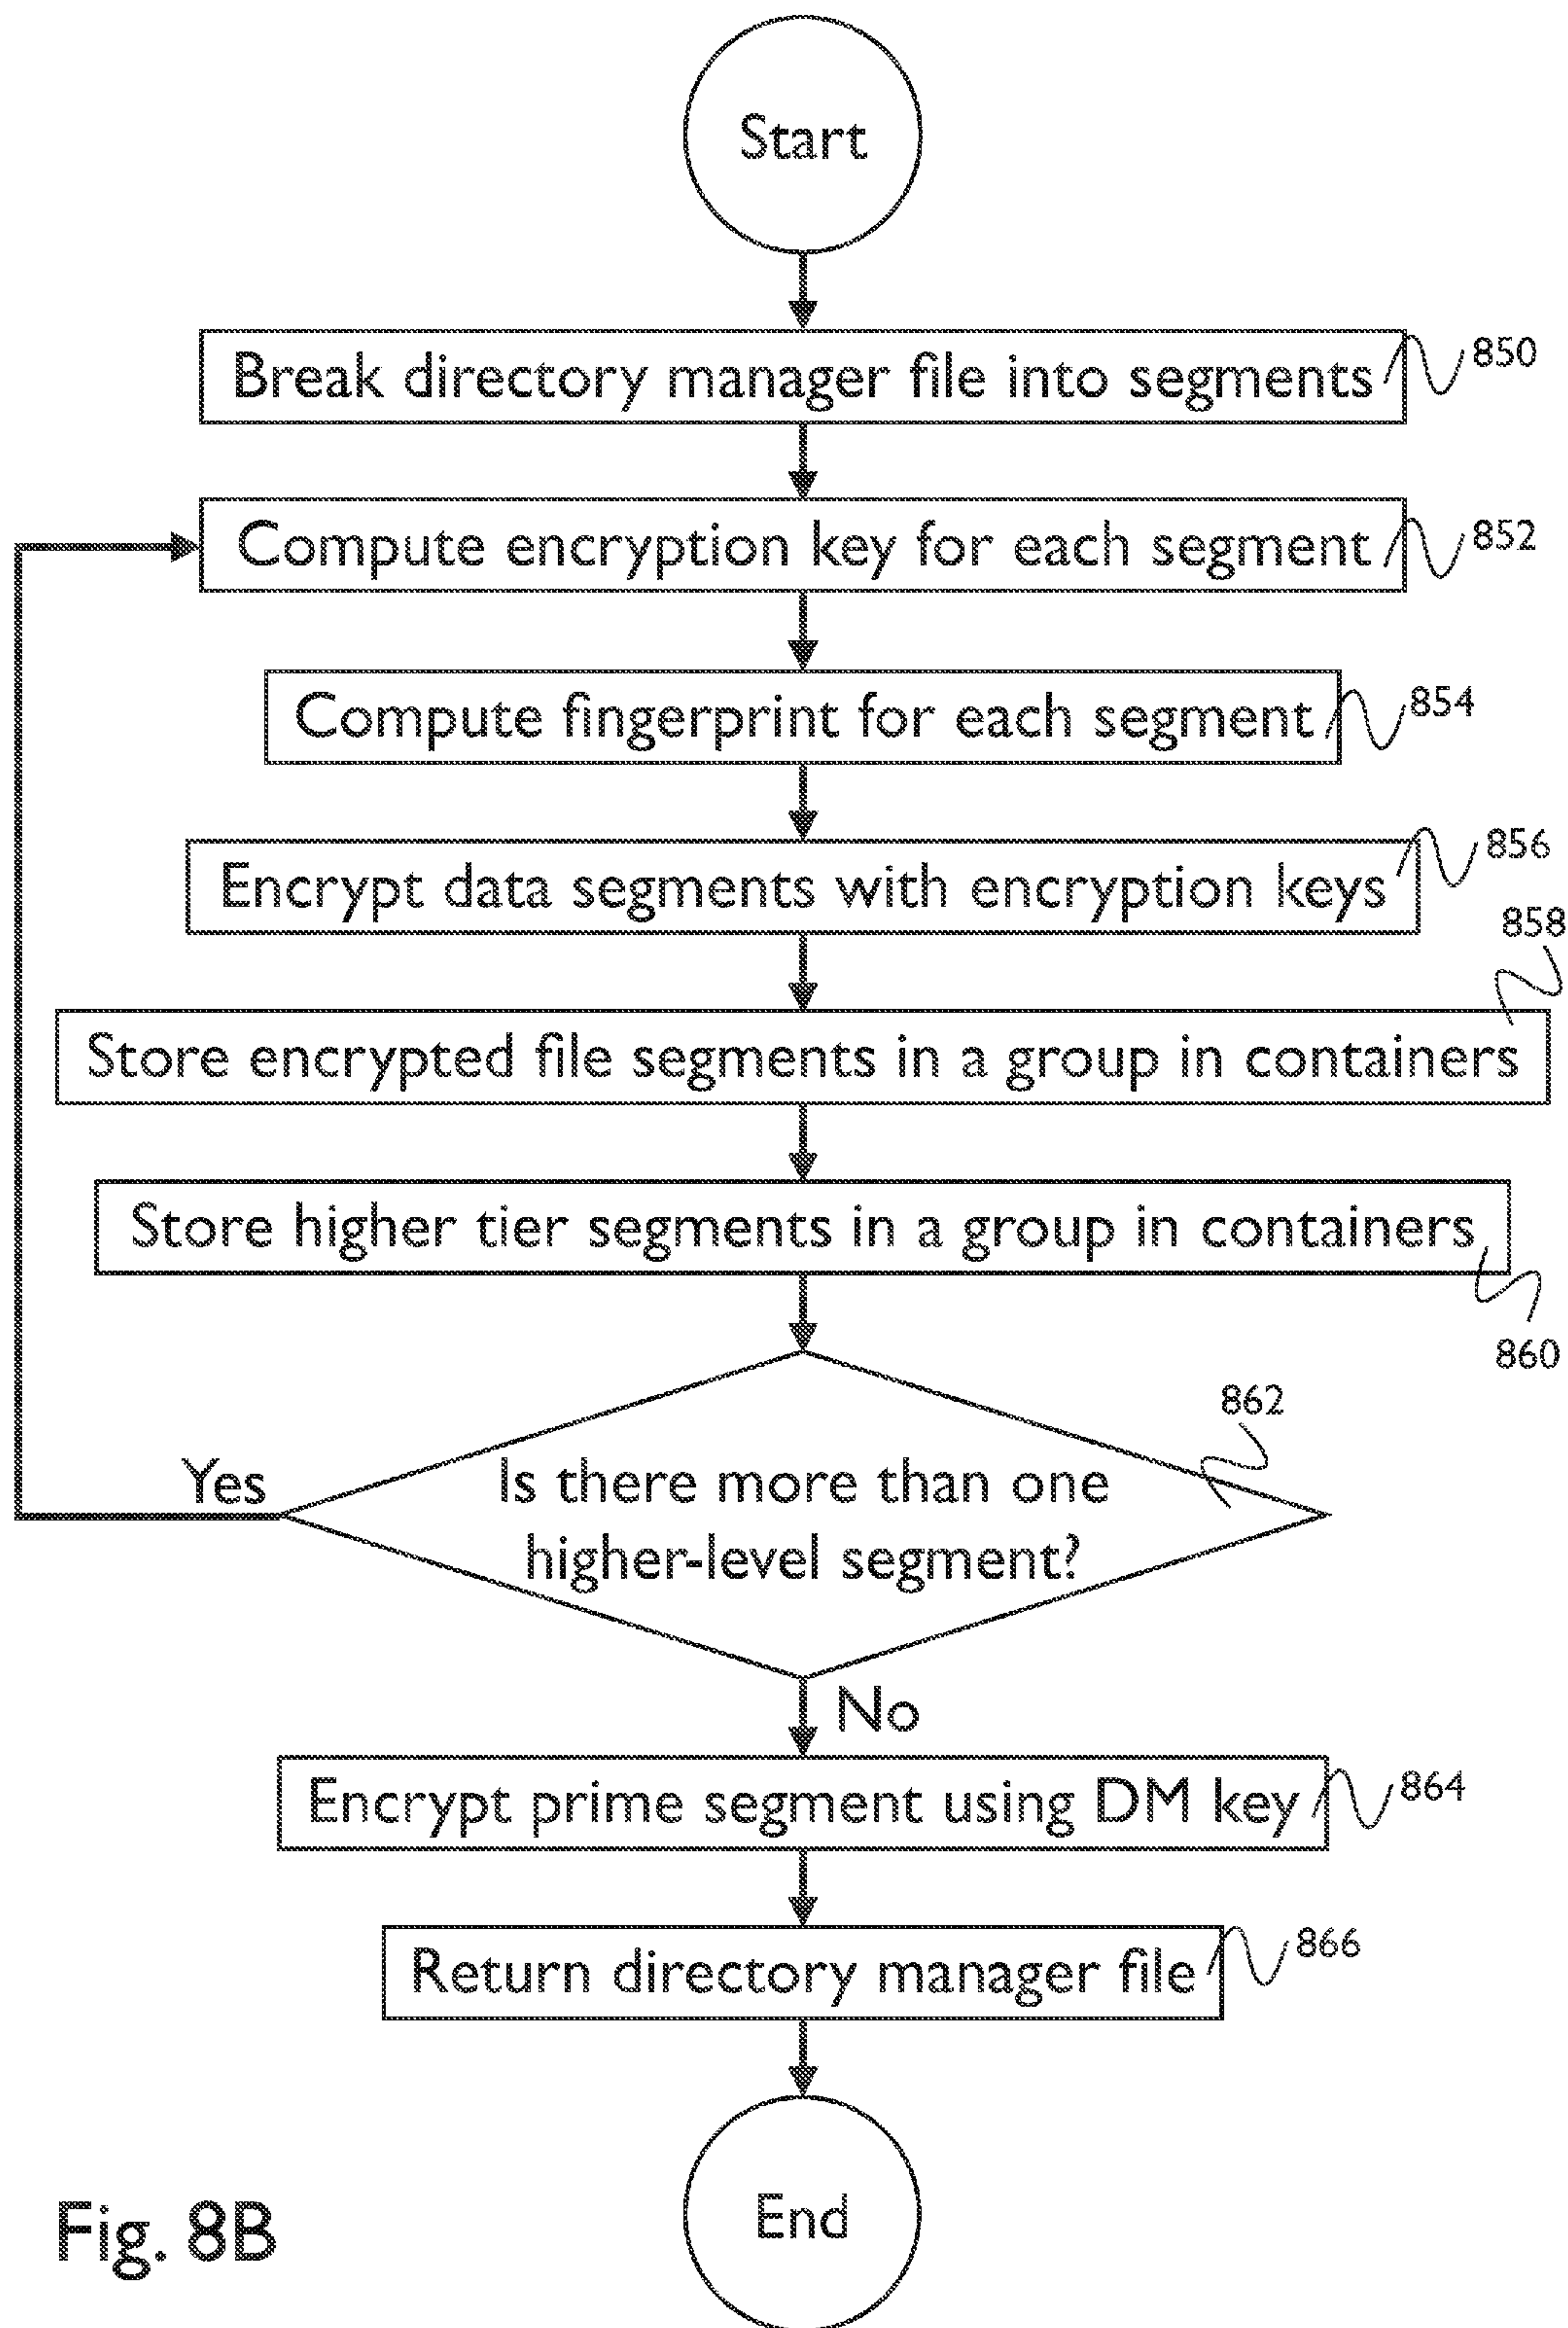 Start
Break directory manager file into segments
850
Compute encryption key for each segment
852
Compute fingerprint for each segment
854
Encrypt data segments with encryption keys
856
858
Store encrypted file segments in a group in containers
Store higher tier segments in a group in containers
860
862
Yes
Is there more than one
higher-level segment?
No
Encrypt prime segment using DM key
864
Return directory manager file
866
End
Fig. 8B